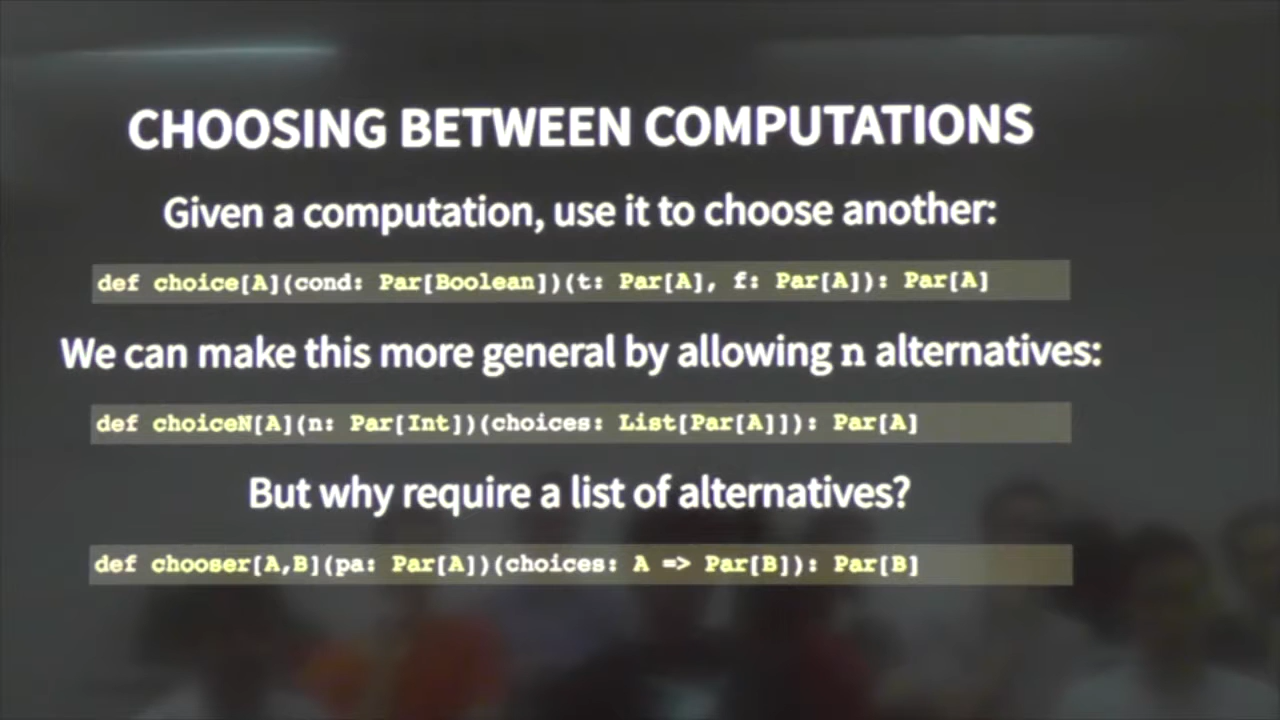 CHOOSING BETWEEN COMPUTATIONS
Given a computation, use it to choose another:
def choice[A](cond: Par[Boolean])(t: Par[A], f: Par[A]): Par[A]
We can make this more general by allowing n alternatives:
def choiceN[A](n: Par[Int])(choices: List[Par[A]]): Par[A]
But why require a list of alternatives?
def chooser[A,B](pa: Par[A])(choices: A => Par[B]): Par[B]